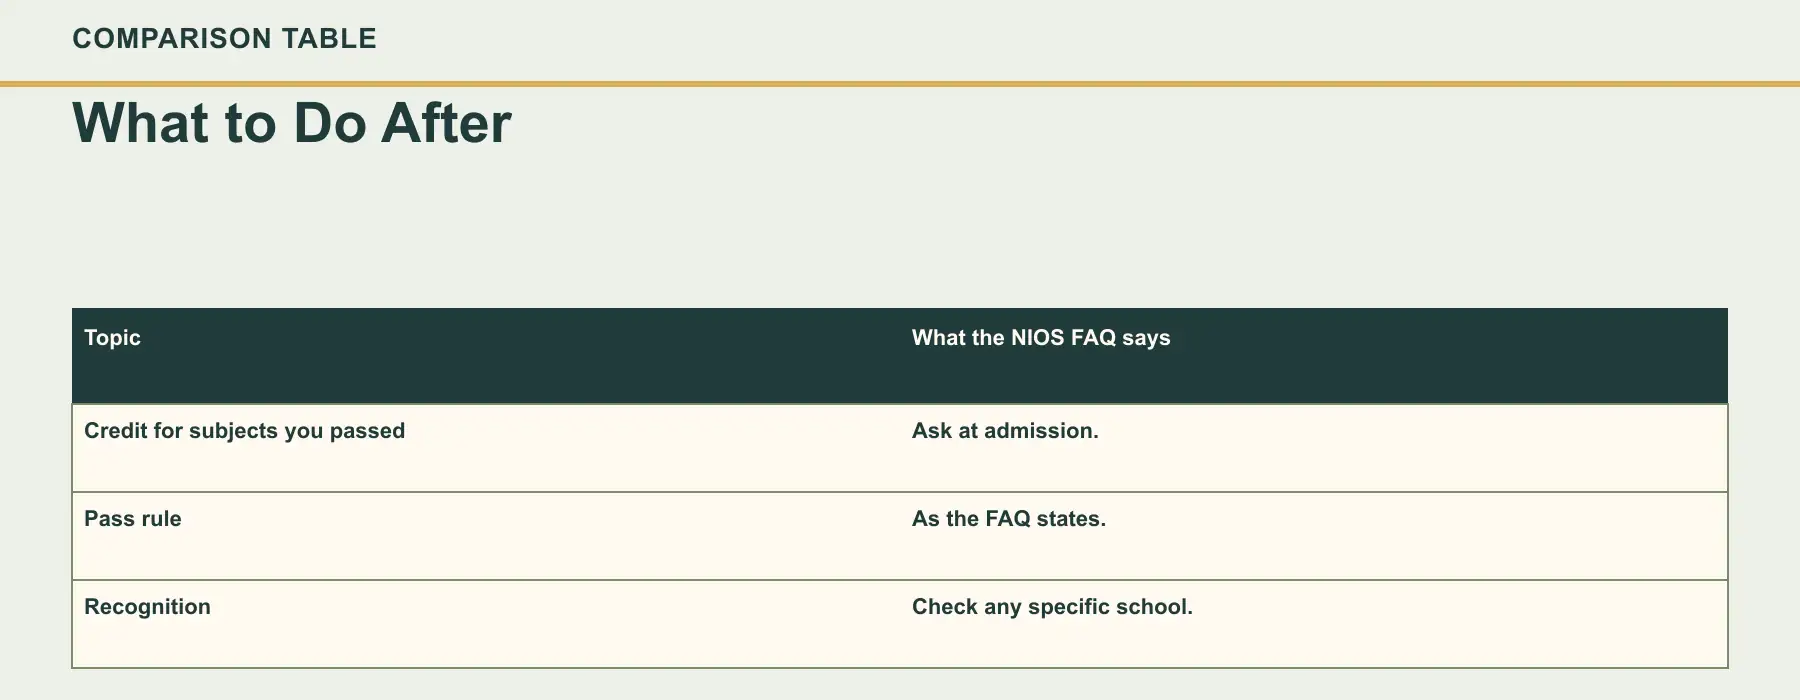 COMPARISON TABLE
What to Do After
Topic What the NIOS FAQ says
Credit for subjects you passed Ask at admission.
Pass rule As the FAQ states.
Recognition Check any specific school.